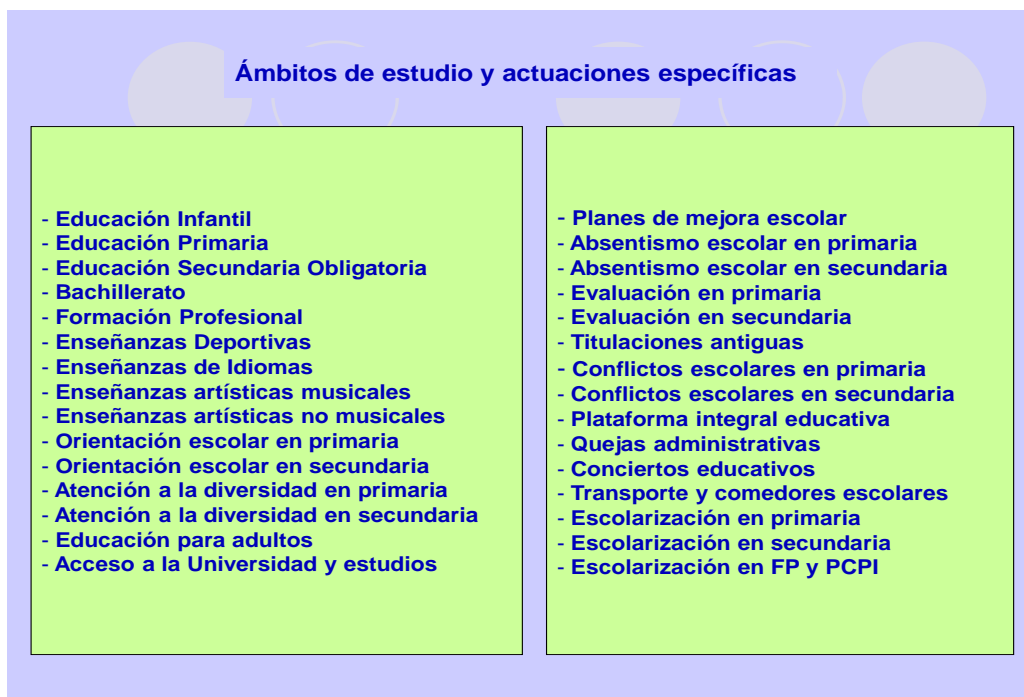 Ámbitos de estudio y actuaciones específicas
- Educación Infantil
- Educación Primaria
- Educación Secundaria Obligatoria
- Bachillerato
- Formación Profesional
- Enseñanzas Deportivas
- Enseñanzas de Idiomas
- Enseñanzas artísticas musicales
- Enseñanzas artísticas no musicales
- Orientación escolar en primaria
- Orientación escolar en secundaria
- Atención a la diversidad en primaria
- Atención a la diversidad en secundaria
- Educación para adultos
- Acceso a la Universidad y estudios
- Planes de mejora escolar
- Absentismo escolar en primaria
- Absentismo escolar en secundaria
- Evaluación en primaria
- Evaluación en secundaria
- Titulaciones antiguas
- Conflictos escolares en primaria
- Conflictos escolares en secundaria
- Plataforma integral educativa
- Quejas administrativas
- Conciertos educativos
- Transporte y comedores escolares
- Escolarización en primaria
- Escolarización en secundaria
- Escolarización en FP y PCPI